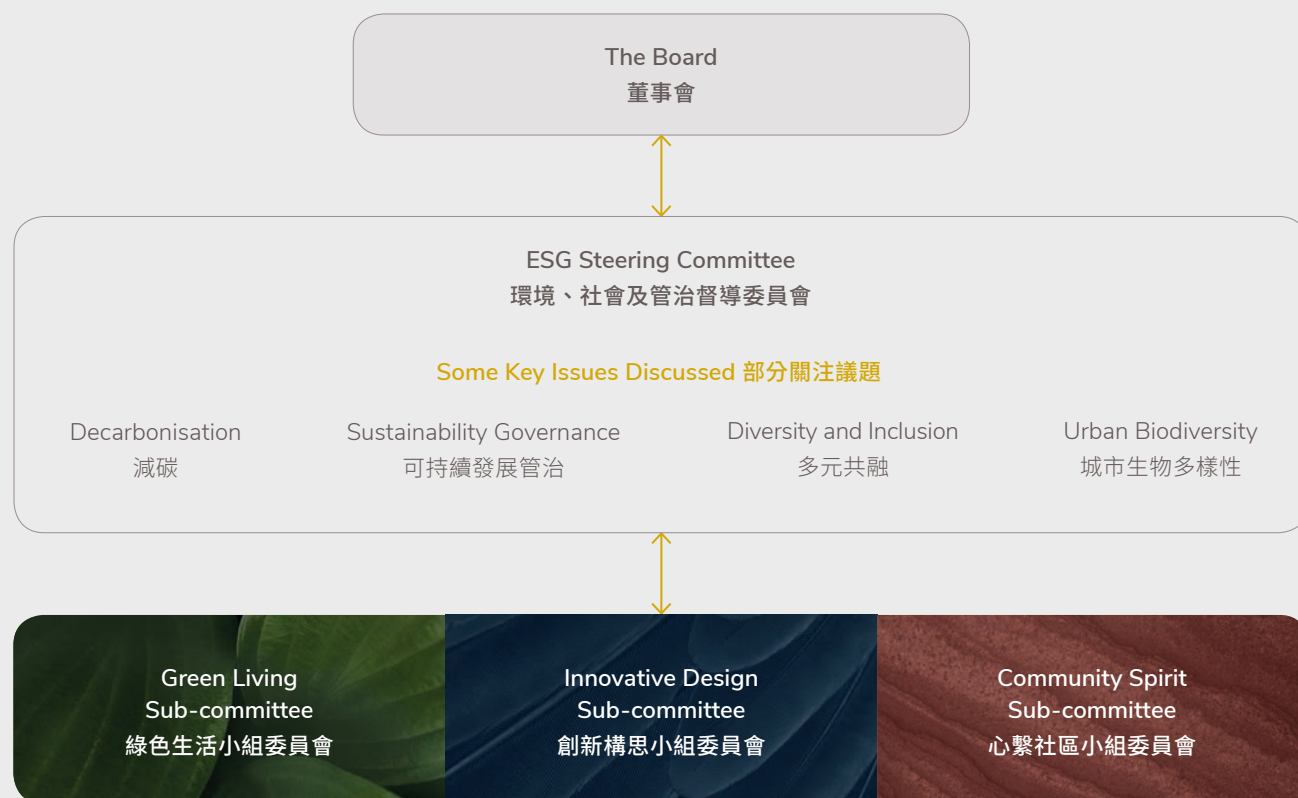 The Board
董事會
ESG Steering Committee
環境、社會及管治督導委員會
Some Key Issues Discussed 部分關注議題
Decarbonisation
減碳
Sustainability Governance
可持續發展管治
Diversity and Inclusion
多元共融
Urban Biodiversity
城市生物多樣性
Green Living
Sub-committee
綠色生活小組委員會
Innovative Design
Sub-committee
創新構思小組委員會
Community Spirit
Sub-committee
心繫社區小組委員會